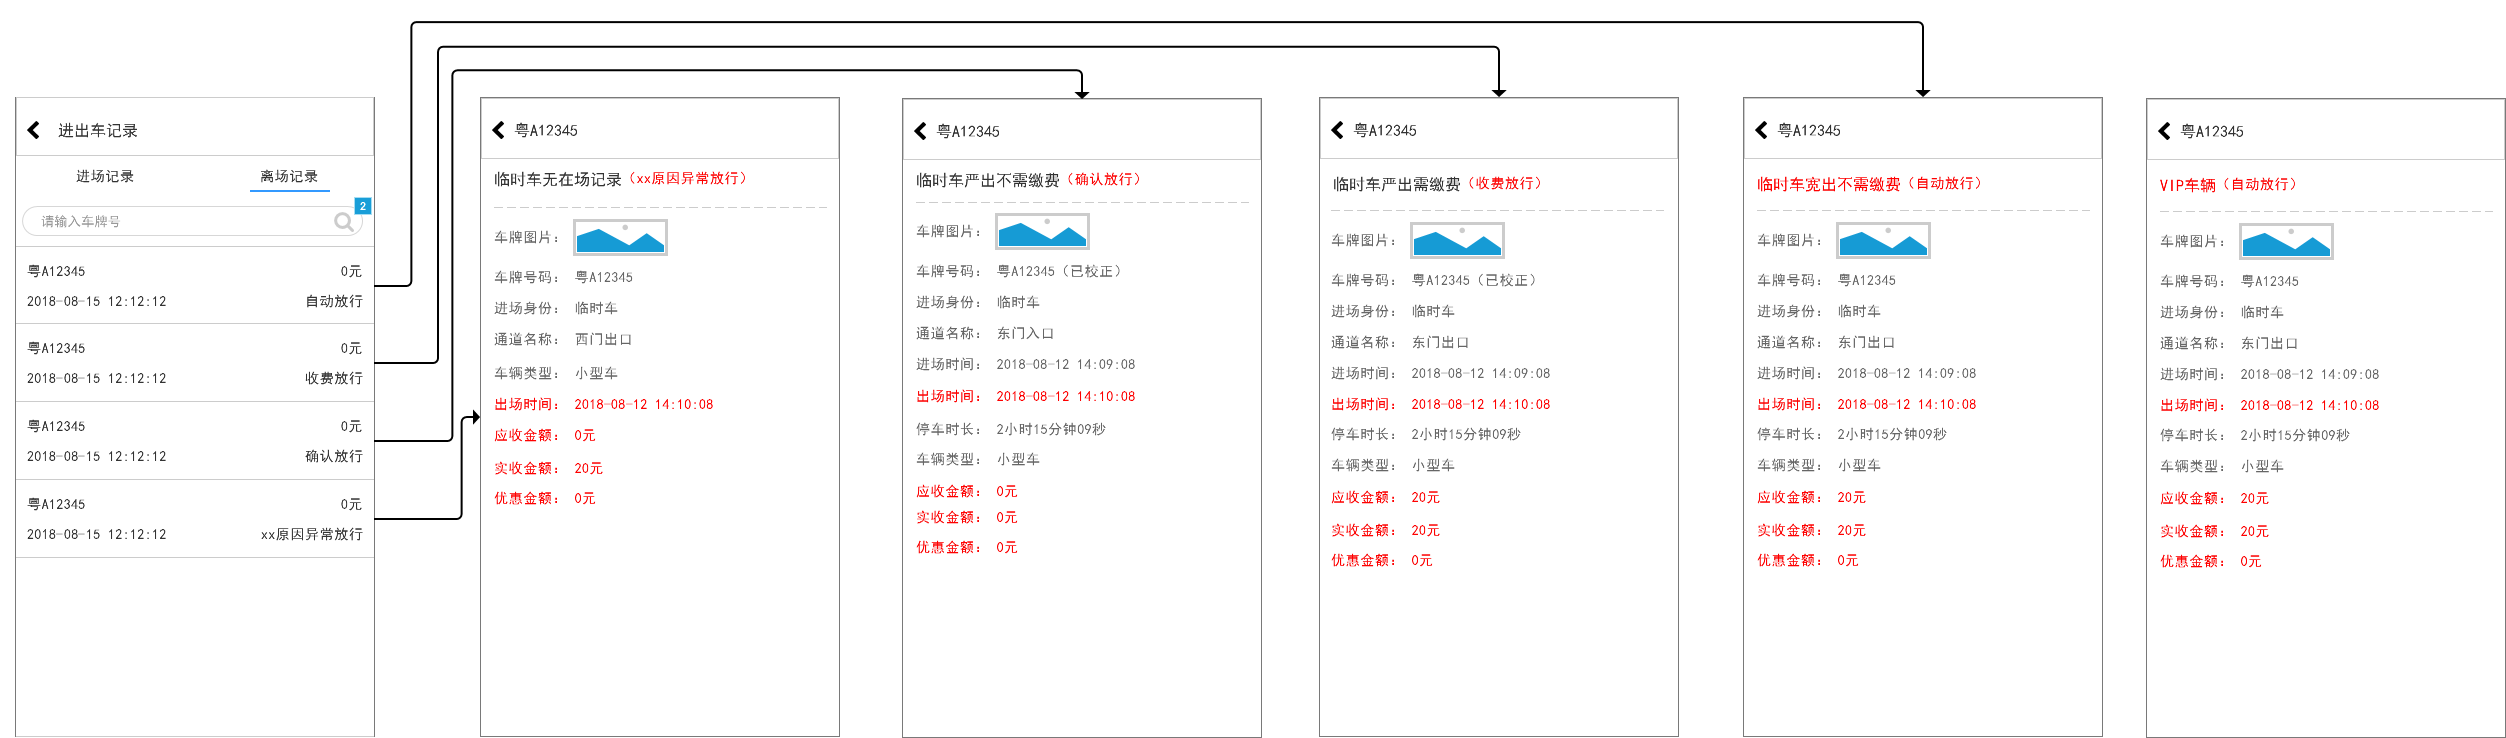 进出车记录
进场记录 离场记录
2
请输入车牌号
粤A12345 0元
2018-08-15 12:12:12 自动放行
粤A12345 0元
2018-08-15 12:12:12 收费放行
粤A12345 0元
2018-08-15 12:12:12 确认放行
粤A12345 0元
2018-08-15 12:12:12 xx原因异常放行
粤A12345
临时车无在场记录（xx原因异常放行）
车牌图片：
车牌号码： 粤A12345
进场身份： 临时车
通道名称： 西门出口
车辆类型： 小型车
出场时间： 2018-08-12 14:10:08
应收金额： 0元
实收金额： 20元
优惠金额： 0元
粤A12345
临时车严出不需缴费（确认放行）
车牌图片：
车牌号码： 粤A12345（已校正）
进场身份： 临时车
通道名称： 东门入口
进场时间： 2018-08-12 14:09:08
出场时间： 2018-08-12 14:10:08
停车时长： 2小时15分钟09秒
车辆类型： 小型车
应收金额： 0元
实收金额： 0元
优惠金额： 0元
粤A12345
临时车严出需缴费（收费放行）
车牌图片：
车牌号码： 粤A12345（已校正）
进场身份： 临时车
通道名称： 东门出口
进场时间： 2018-08-12 14:09:08
出场时间： 2018-08-12 14:10:08
停车时长： 2小时15分钟09秒
车辆类型： 小型车
应收金额： 20元
实收金额： 20元
优惠金额： 0元
粤A12345
临时车宽出不需缴费（自动放行）
车牌图片：
车牌号码： 粤A12345
进场身份： 临时车
通道名称： 东门出口
进场时间： 2018-08-12 14:09:08
出场时间： 2018-08-12 14:10:08
停车时长： 2小时15分钟09秒
车辆类型： 小型车
应收金额： 20元
实收金额： 20元
优惠金额： 0元
粤A12345
VIP车辆（自动放行）
车牌图片：
车牌号码： 粤A12345
进场身份： 临时车
通道名称： 东门出口
进场时间： 2018-08-12 14:09:08
出场时间： 2018-08-12 14:10:08
停车时长： 2小时15分钟09秒
车辆类型： 小型车
应收金额： 20元
实收金额： 20元
优惠金额： 0元